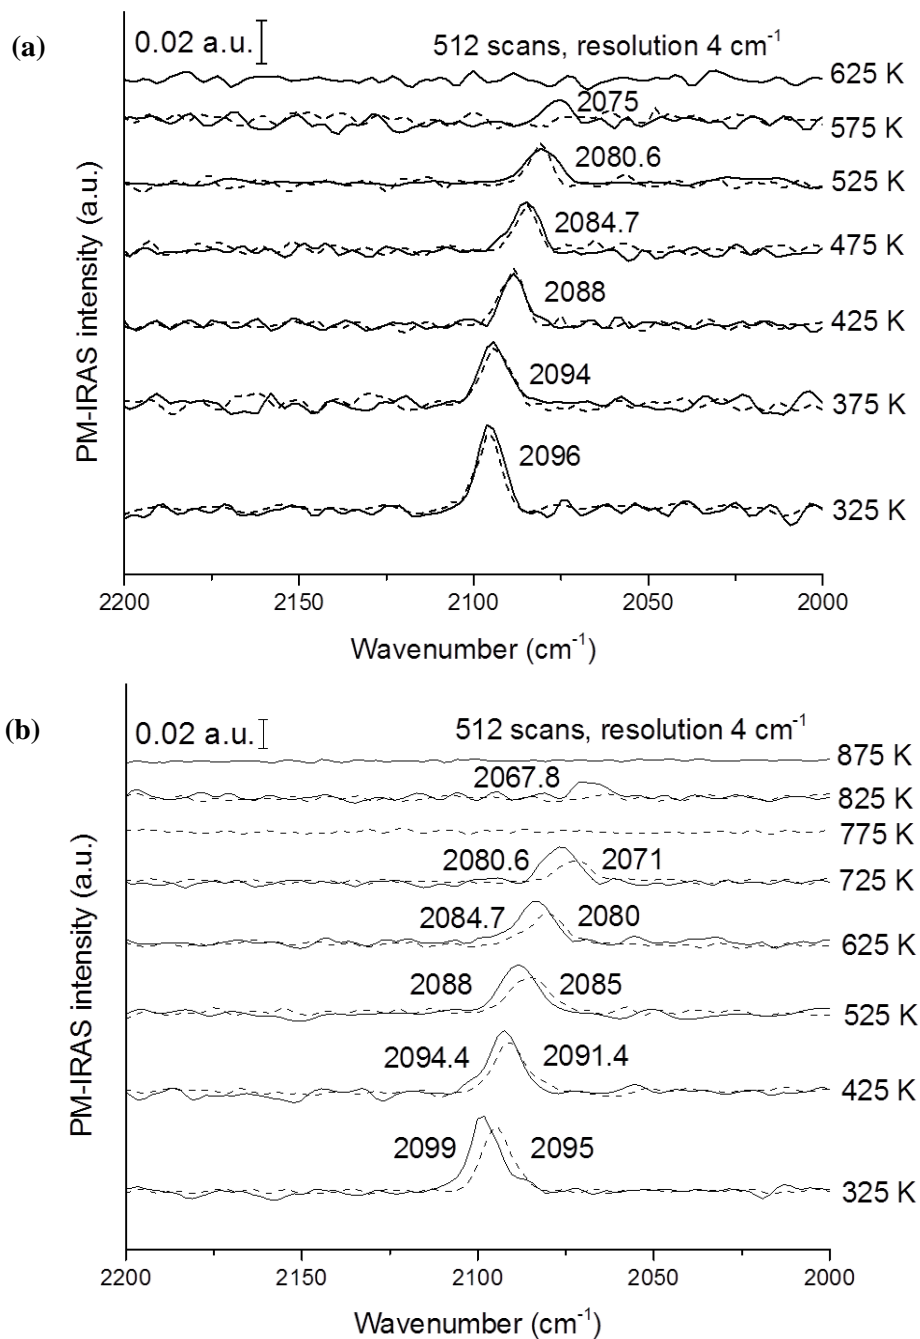 (a)
0.02 a.u.
512 scans, resolution 4 cm⁻¹
625 K
2075
575 K
2080.6
525 K
2084.7
475 K
2088
425 K
2094
375 K
2096
325 K
PM-IRAS intensity (a.u.)
2200 2150 2100 2050 2000
Wavenumber (cm⁻¹)
(b)
0.02 a.u.
512 scans, resolution 4 cm⁻¹
875 K
2067.8
825 K
775 K
2080.6 2071
725 K
2084.7 2080
625 K
2088 2085
525 K
2094.4 2091.4
425 K
2099 2095
325 K
PM-IRAS intensity (a.u.)
2200 2150 2100 2050 2000
Wavenumber (cm⁻¹)